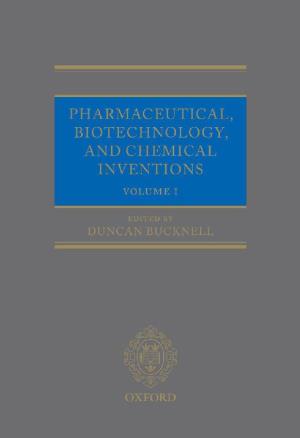 PHARMACEUTICAL,
BIOTECHNOLOGY,
AND CHEMICAL
INVENTIONS
VOLUME I
EDITED BY
DUNCAN BUCKNELL
OXFORD